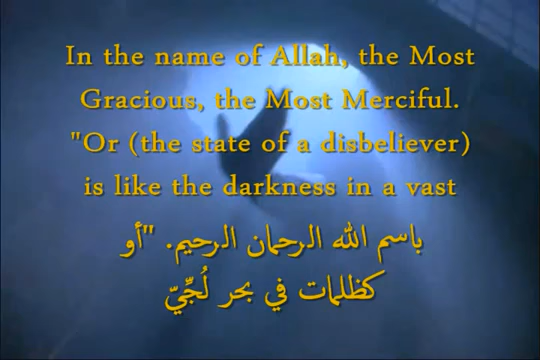 In the name of Allah, the Most
Gracious, the Most Merciful.
"Or (the state of a disbeliever)
is like the darkness in a vast
باسم الله الرحمان الرحيم. "أو
كظلمات في بحر لُجِّيّ